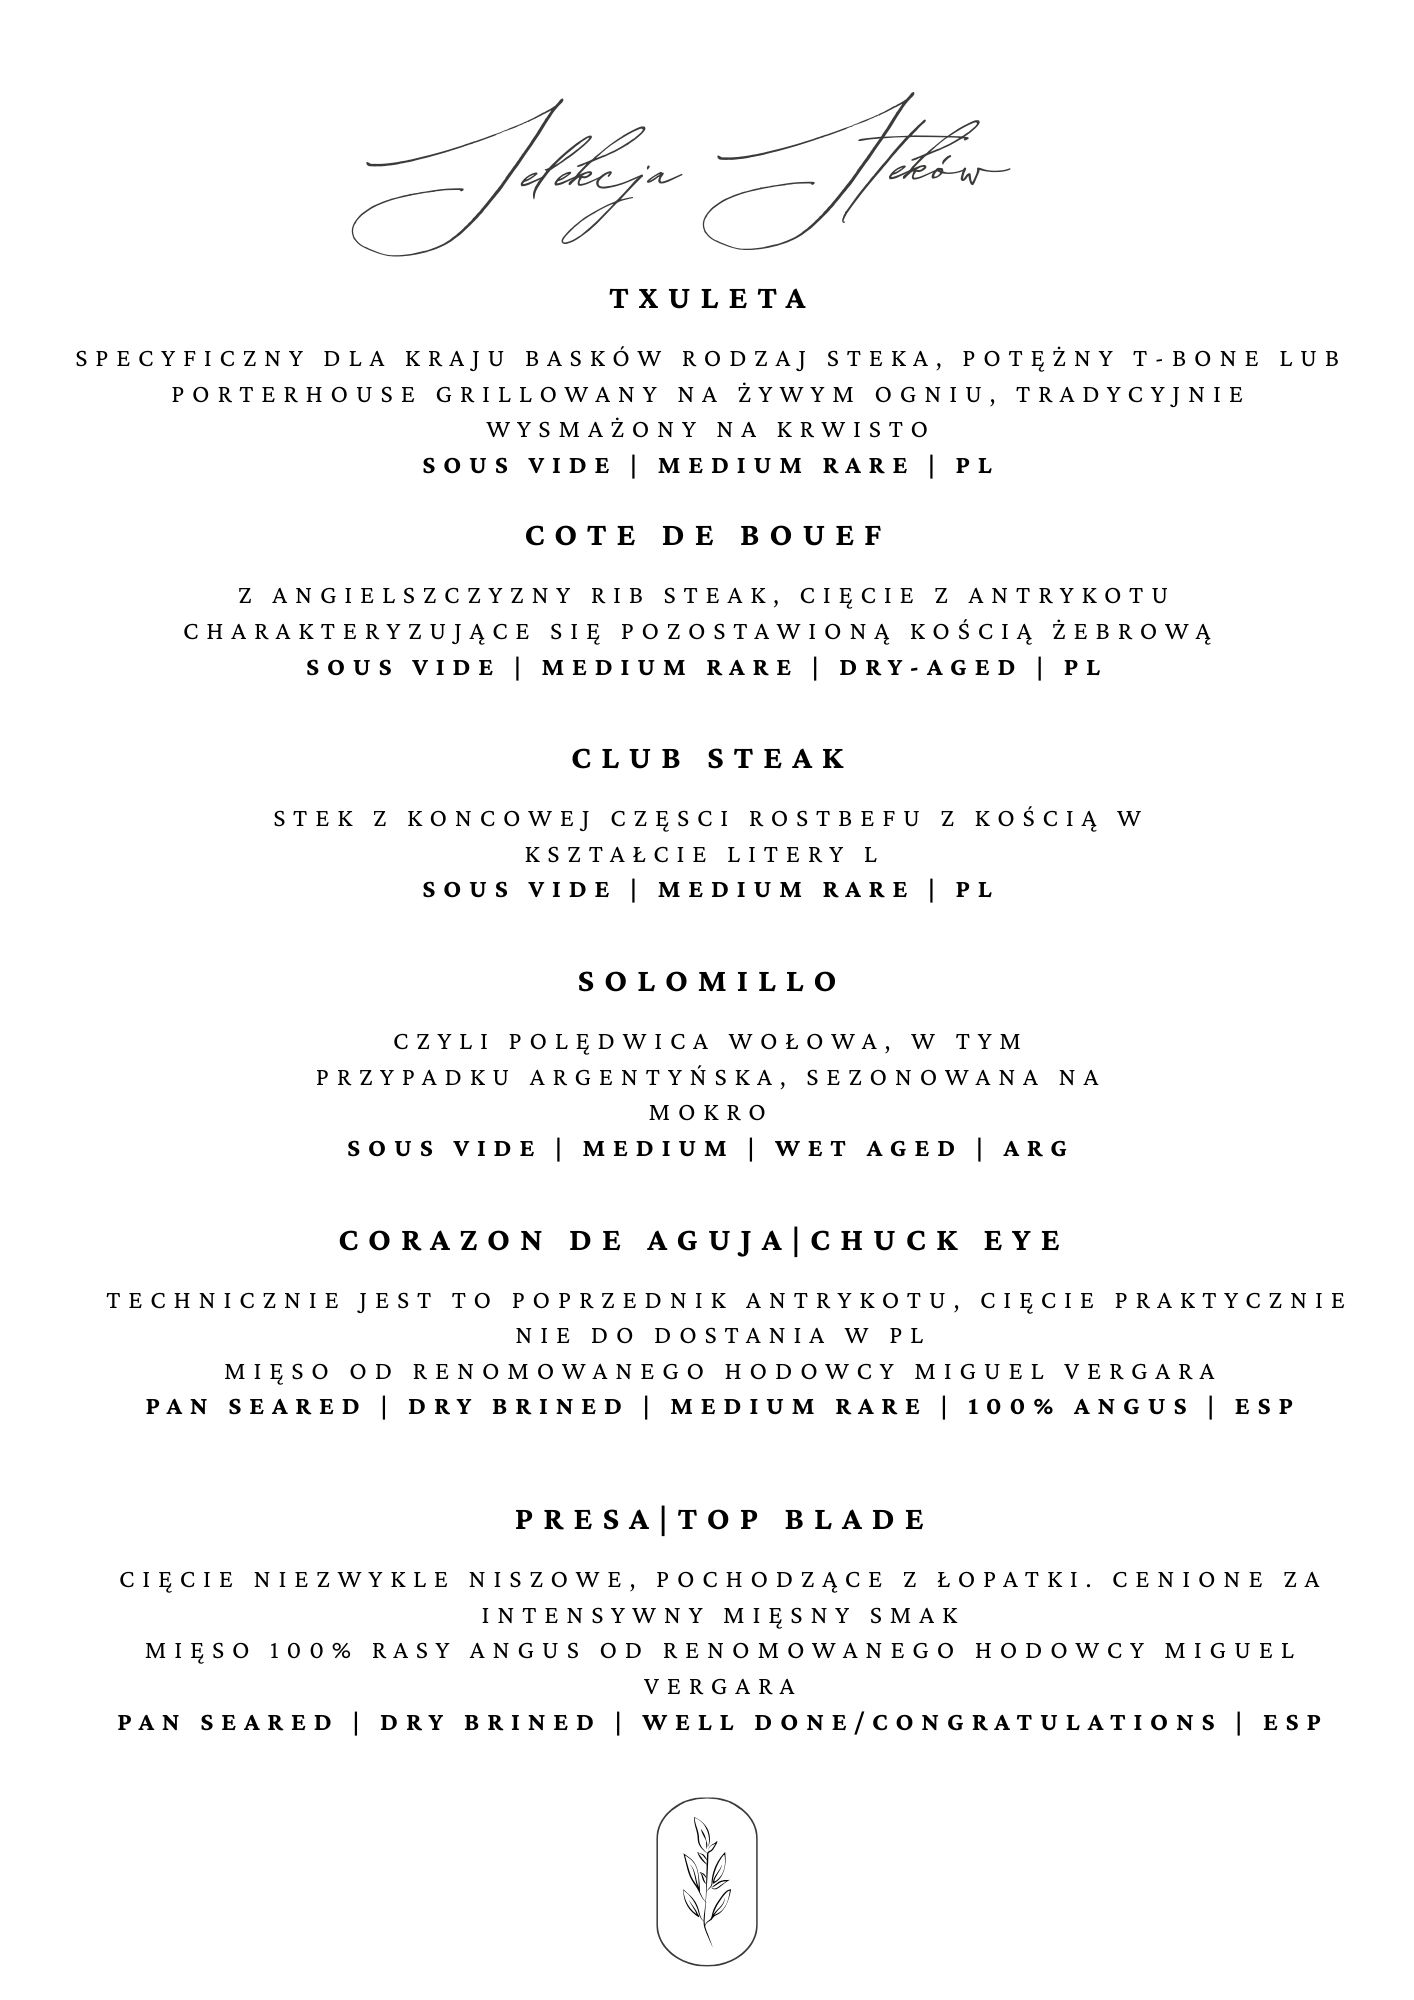 Selekcja Steków
TXULETA
SPECYFICZNY DLA KRAJU BASKÓW RODZAJ STEKA, POTĘŻNY T-BONE LUB
PORTERHOUSE GRILLOWANY NA ŻYWYM OGNIU, TRADYCYJNIE
WYSMAŻONY NA KRWISTO
SOUS VIDE | MEDIUM RARE | PL
COTE DE BOUEF
Z ANGIELSZCZYZNY RIB STEAK, CIĘCIE Z ANTRYKOTU
CHARAKTERYZUJĄCE SIĘ POZOSTAWIONĄ KOŚCIĄ ŻEBROWĄ
SOUS VIDE | MEDIUM RARE | DRY-AGED | PL
CLUB STEAK
STEK Z KONCOWEJ CZĘSCI ROSTBEFU Z KOŚCIĄ W
KSZTAŁCIE LITERY L
SOUS VIDE | MEDIUM RARE | PL
SOLOMILLO
CZYLI POLĘDWICA WOŁOWA, W TYM
PRZYPADKU ARGENTYŃSKA, SEZONOWANA NA
MOKRO
SOUS VIDE | MEDIUM | WET AGED | ARG
CORAZON DE AGUJA|CHUCK EYE
TECHNICZNIE JEST TO POPRZEDNIK ANTRYKOTU, CIĘCIE PRAKTYCZNIE
NIE DO DOSTANIA W PL
MIĘSO OD RENOMOWANEGO HODOWCY MIGUEL VERGARA
PAN SEARED | DRY BRINED | MEDIUM RARE | 100% ANGUS | ESP
PRESA|TOP BLADE
CIĘCIE NIEZWYKLE NISZOWE, POCHODZĄCE Z ŁOPATKI. CENIONE ZA
INTENSYWNY MIĘSNY SMAK
MIĘSO 100% RASY ANGUS OD RENOMOWANEGO HODOWCY MIGUEL
VERGARA
PAN SEARED | DRY BRINED | WELL DONE/CONGRATULATIONS | ESP